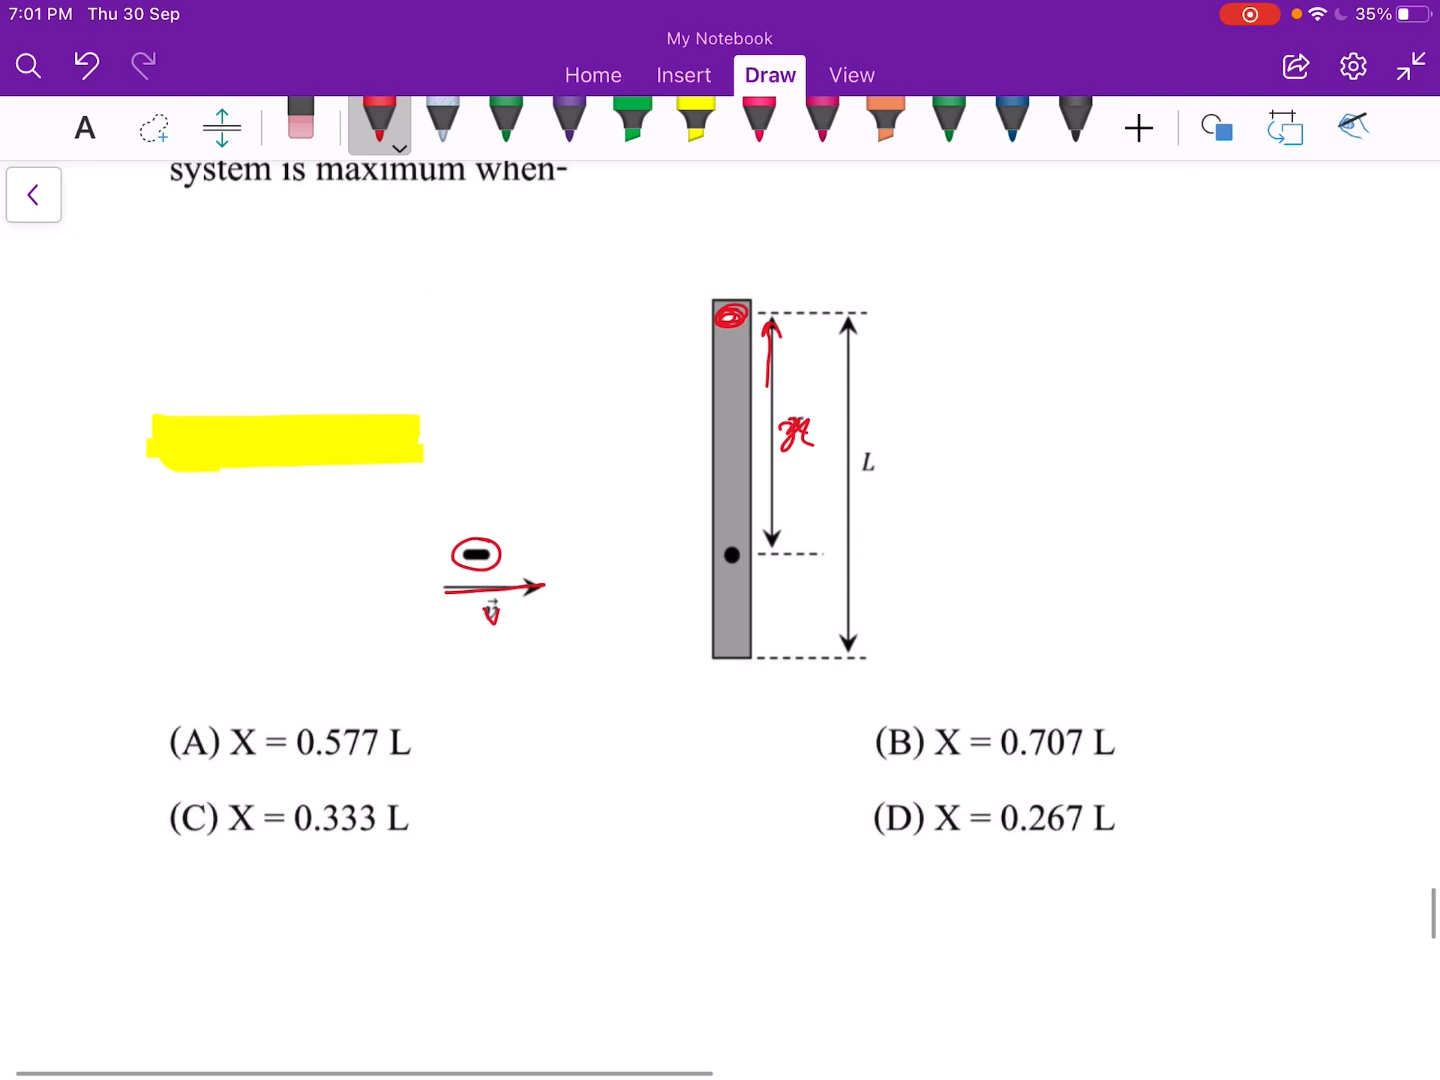 7:01 PM Thu 30 Sep
35%
My Notebook
Home Insert Draw View
A
system is maximum when-
x
L
v
(A) X = 0.577 L
(B) X = 0.707 L
(C) X = 0.333 L
(D) X = 0.267 L